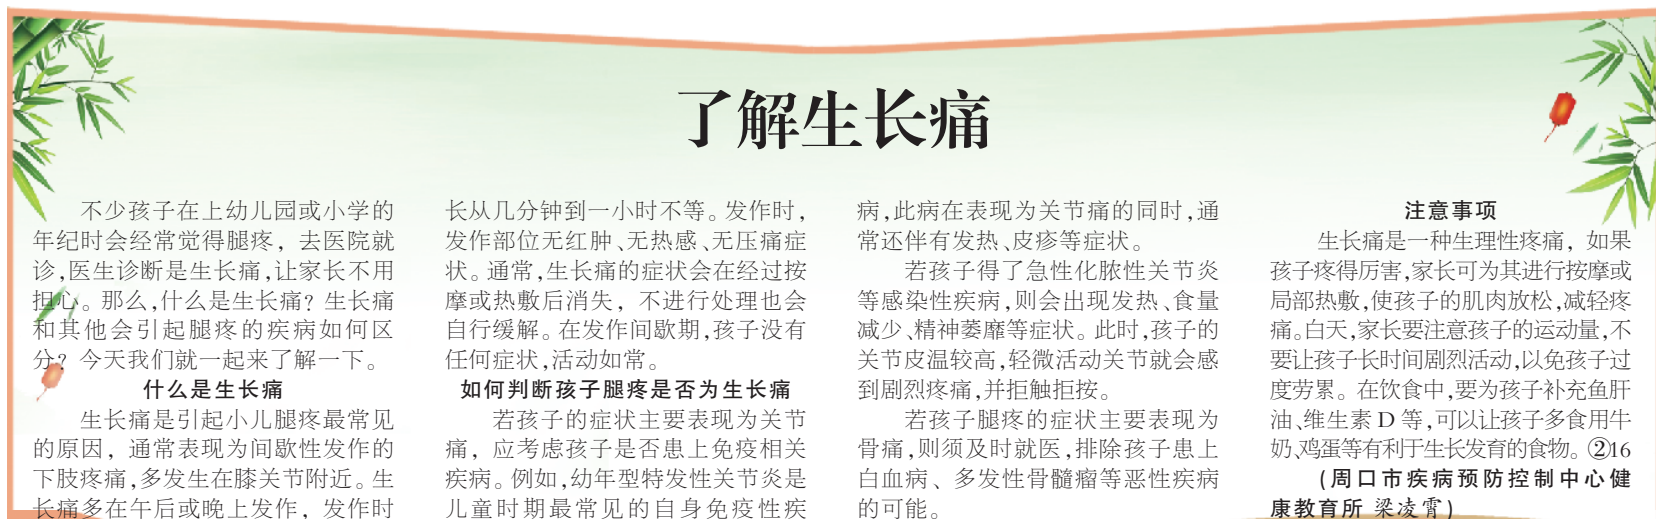 了解生长痛
不少孩子在上幼儿园或小学的
年纪时会经常觉得腿疼，去医院就
诊，医生诊断是生长痛，让家长不用
担心。那么，什么是生长痛？生长痛
和其他会引起腿疼的疾病如何区
分？今天我们就一起来了解一下。
什么是生长痛
生长痛是引起小儿腿疼最常见
的原因，通常表现为间歇性发作的
下肢疼痛，多发生在膝关节附近。生
长痛多在午后或晚上发作，发作时
长从几分钟到一小时不等。发作时，
发作部位无红肿、无热感、无压痛症
状。通常，生长痛的症状会在经过按
摩或热敷后消失，不进行处理也会
自行缓解。在发作间歇期，孩子没有
任何症状，活动如常。
如何判断孩子腿疼是否为生长痛
若孩子的症状主要表现为关节
痛，应考虑孩子是否患上免疫相关
疾病。例如，幼年型特发性关节炎是
儿童时期最常见的自身免疫性疾
病，此病在表现为关节痛的同时，通
常还伴有发热、皮疹等症状。
若孩子得了急性化脓性关节炎
等感染性疾病，则会出现发热、食量
减少、精神萎靡等症状。此时，孩子的
关节皮温较高，轻微活动关节就会感
到剧烈疼痛，并拒触拒按。
若孩子腿疼的症状主要表现为
骨痛，则须及时就医，排除孩子患上
白血病、多发性骨髓瘤等恶性疾病
的可能。
注意事项
生长痛是一种生理性疼痛，如果
孩子疼得厉害，家长可为其进行按摩或
局部热敷，使孩子的肌肉放松，减轻疼
痛。白天，家长要注意孩子的运动量，不
要让孩子长时间剧烈活动，以免孩子过
度劳累。在饮食中，要为孩子补充鱼肝
油、维生素 D 等，可以让孩子多食用牛
奶、鸡蛋等有利于生长发育的食物。②16
（周口市疾病预防控制中心健
康教育所 梁凌霄）